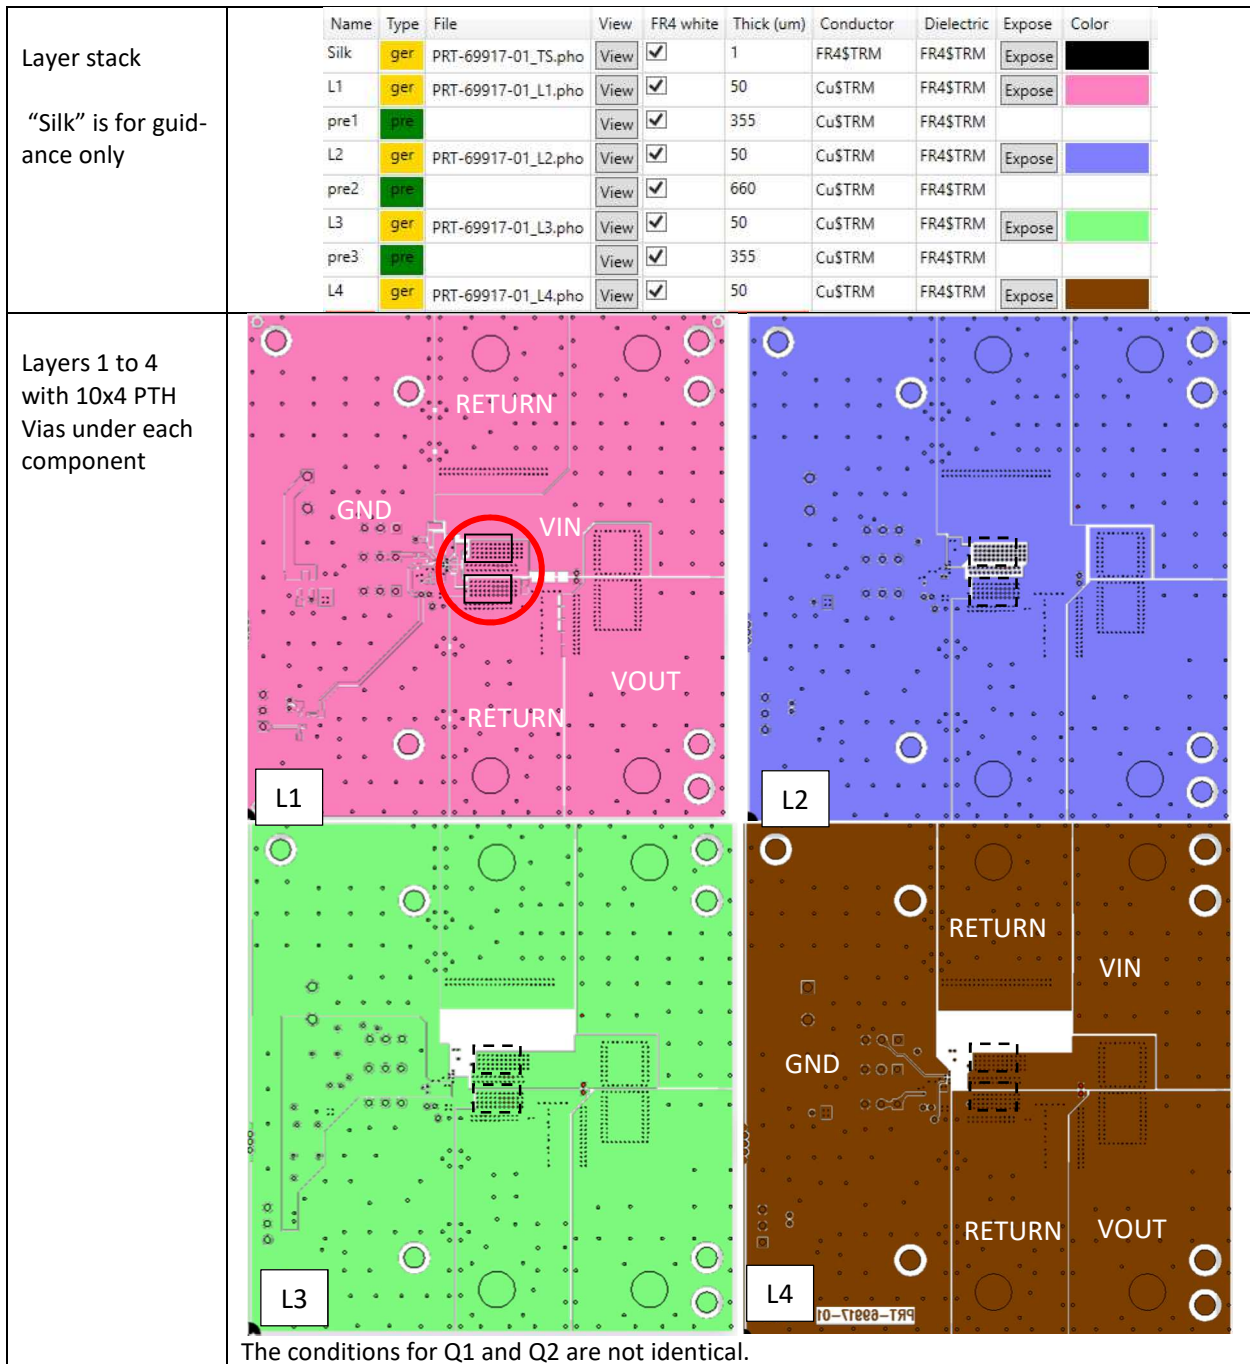 Layer stack
“Silk” is for guid-
ance only
Name Type File View FR4 white Thick (um) Conductor Dielectric Expose Color
Silk ger PRT-69917-01_TS.pho View 1 FR4$TRM FR4$TRM Expose
L1 ger PRT-69917-01_L1.pho View 50 Cu$TRM FR4$TRM Expose
pre1 pre View 355 Cu$TRM FR4$TRM
L2 ger PRT-69917-01_L2.pho View 50 Cu$TRM FR4$TRM Expose
pre2 pre View 660 Cu$TRM FR4$TRM
L3 ger PRT-69917-01_L3.pho View 50 Cu$TRM FR4$TRM Expose
pre3 pre View 355 Cu$TRM FR4$TRM
L4 ger PRT-69917-01_L4.pho View 50 Cu$TRM FR4$TRM Expose
Layers 1 to 4
with 10x4 PTH
Vias under each
component
RETURN
GND
VIN
VOUT
RETURN
L1
L2
L3
RETURN
VIN
GND
RETURN
VOUT
L4
PRT-69917-01
The conditions for Q1 and Q2 are not identical.